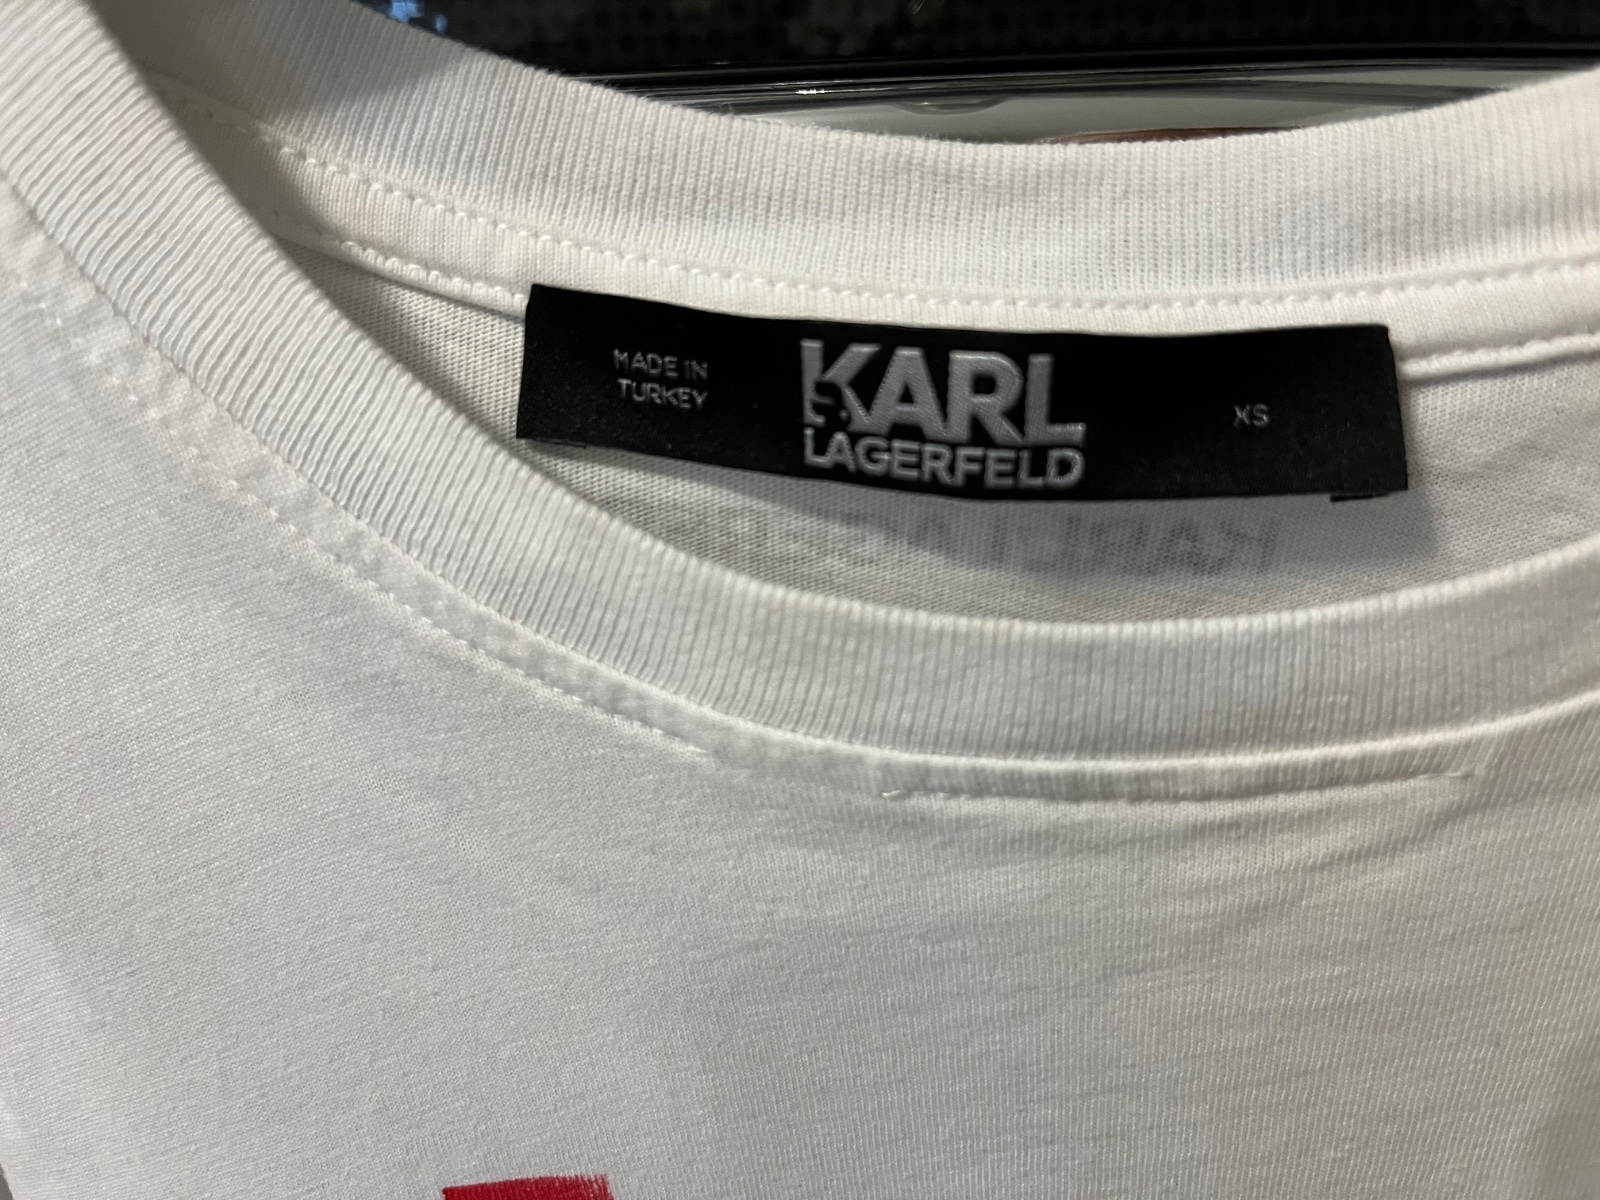 MADE IN
TURKEY
KARL
LAGERFELD
XS